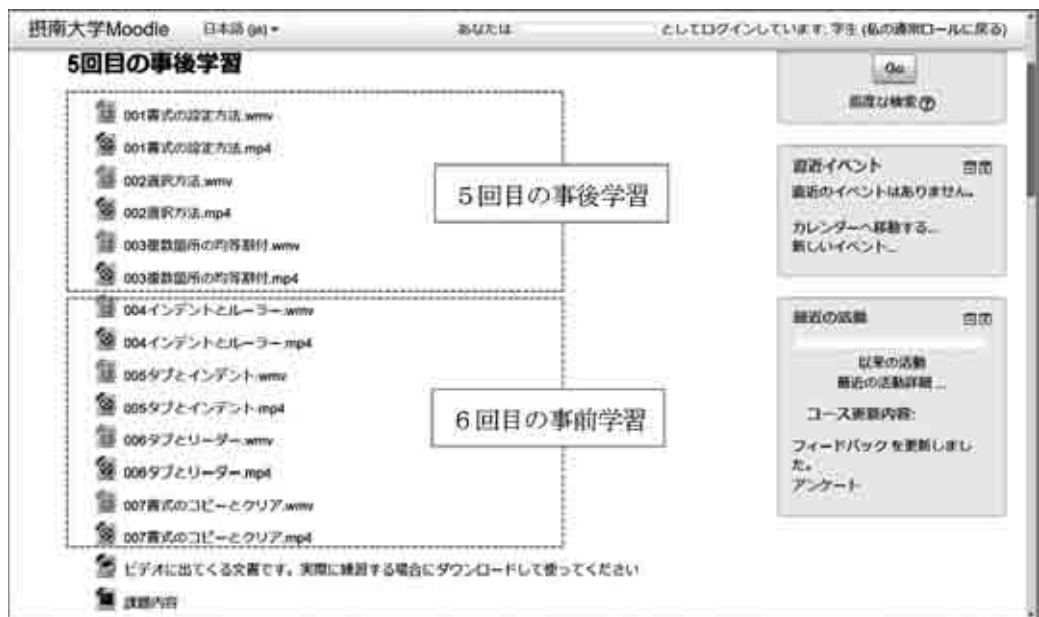 摂南大学Moodle 日本語 (ja) あなたは としてログインしています: 学生 (私の通常ロールに戻る)
5回目の事後学習
001書式の設定方法.wmv
001書式の設定方法.mp4
002選択方法.wmv
002選択方法.mp4
003複数箇所の均等割付.wmv
003複数箇所の均等割付.mp4
5回目の事後学習
004インデントとルーラー.wmv
004インデントとルーラー.mp4
005タブとインデント.wmv
005タブとインデント.mp4
006タブとリーダー.wmv
006タブとリーダー.mp4
007書式のコピーとクリア.wmv
007書式のコピーとクリア.mp4
6回目の事前学習
ビデオに出てくる文書です。実際に練習する場合にダウンロードして使ってください
課題内容
Go
高度な検索
直近イベント
直近のイベントはありません。
カレンダーへ移動する...
新しいイベント...
最近の活動
以来の活動
最近の活動詳細 ...
コース更新内容:
フィードバック を更新しまし
た。
アンケート